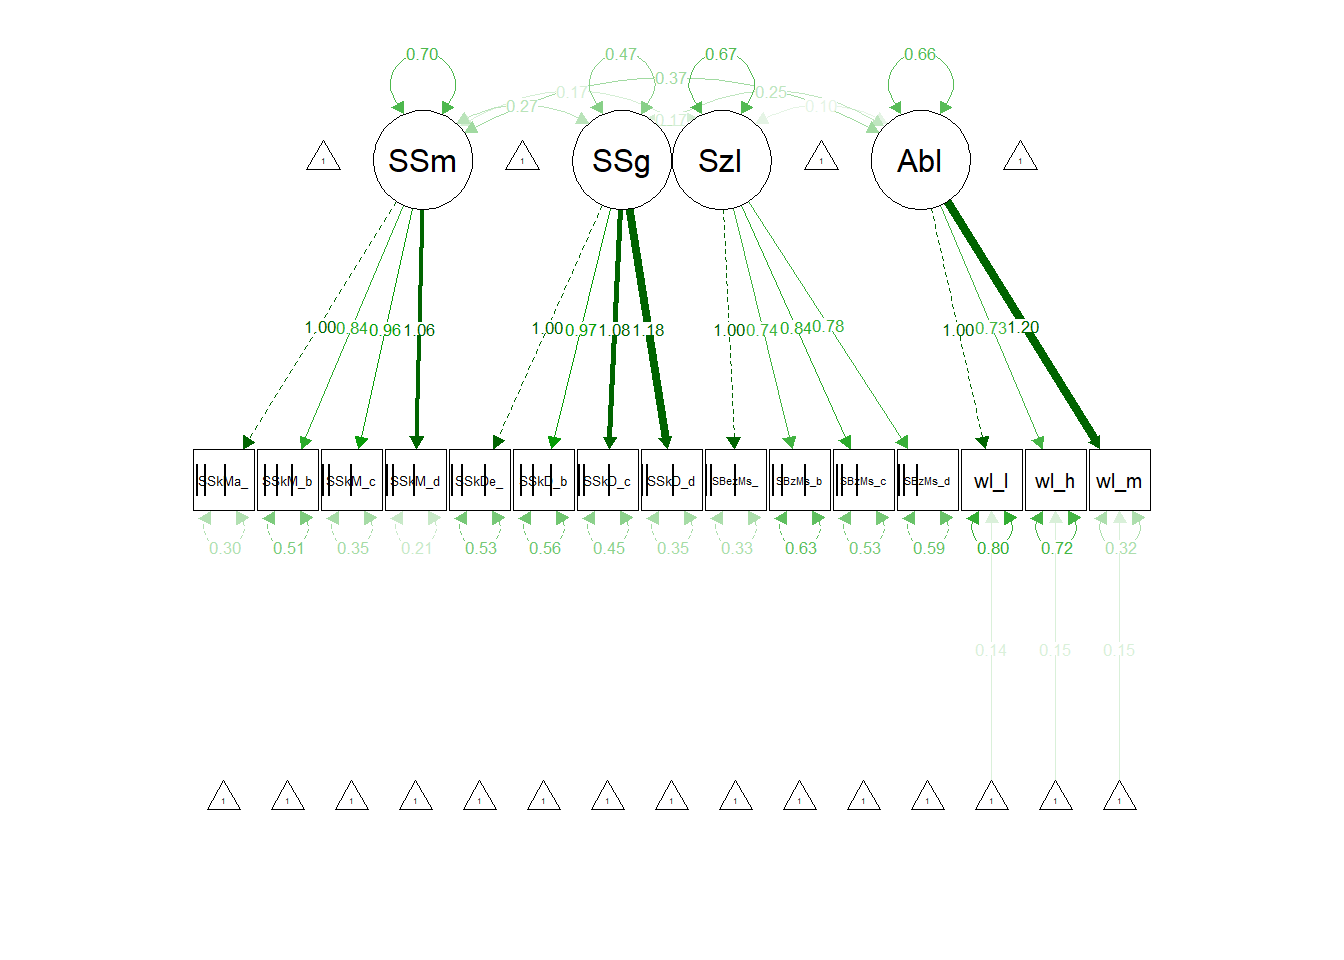 0.70 0.47 0.67 0.66
0.37
0.17 0.25
0.27 0.10
0.17
SSm SSg Szl Abl
1 1 1 1
1.00 0.84 0.96 1.06 1.00 0.97 1.08 1.18 1.00 0.74 0.84 0.78 1.00 0.73 1.20
SSkMa_ SSkM_b SSkM_c SSkM_d SSkDe_ SSkD_b SSkD_c SSkD_d SBezMs_ SBzMs_b SBzMs_c SBzMs_d wl_l wl_h wl_m
0.30 0.51 0.35 0.21 0.53 0.56 0.45 0.35 0.33 0.63 0.53 0.59 0.80 0.72 0.32
0.14 0.15 0.15
1 1 1 1 1 1 1 1 1 1 1 1 1 1 1